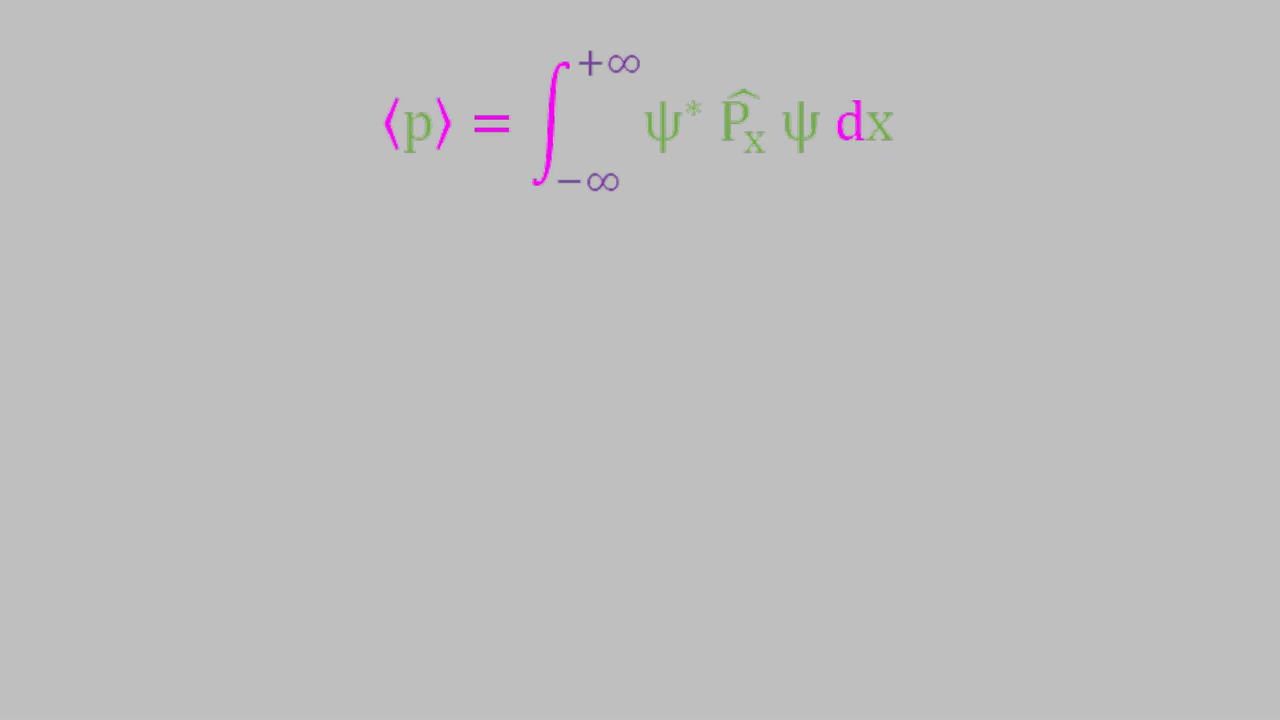 ⟨p⟩ = ∫₋∞⁺∞ ψ* P̂ₓ ψ dx